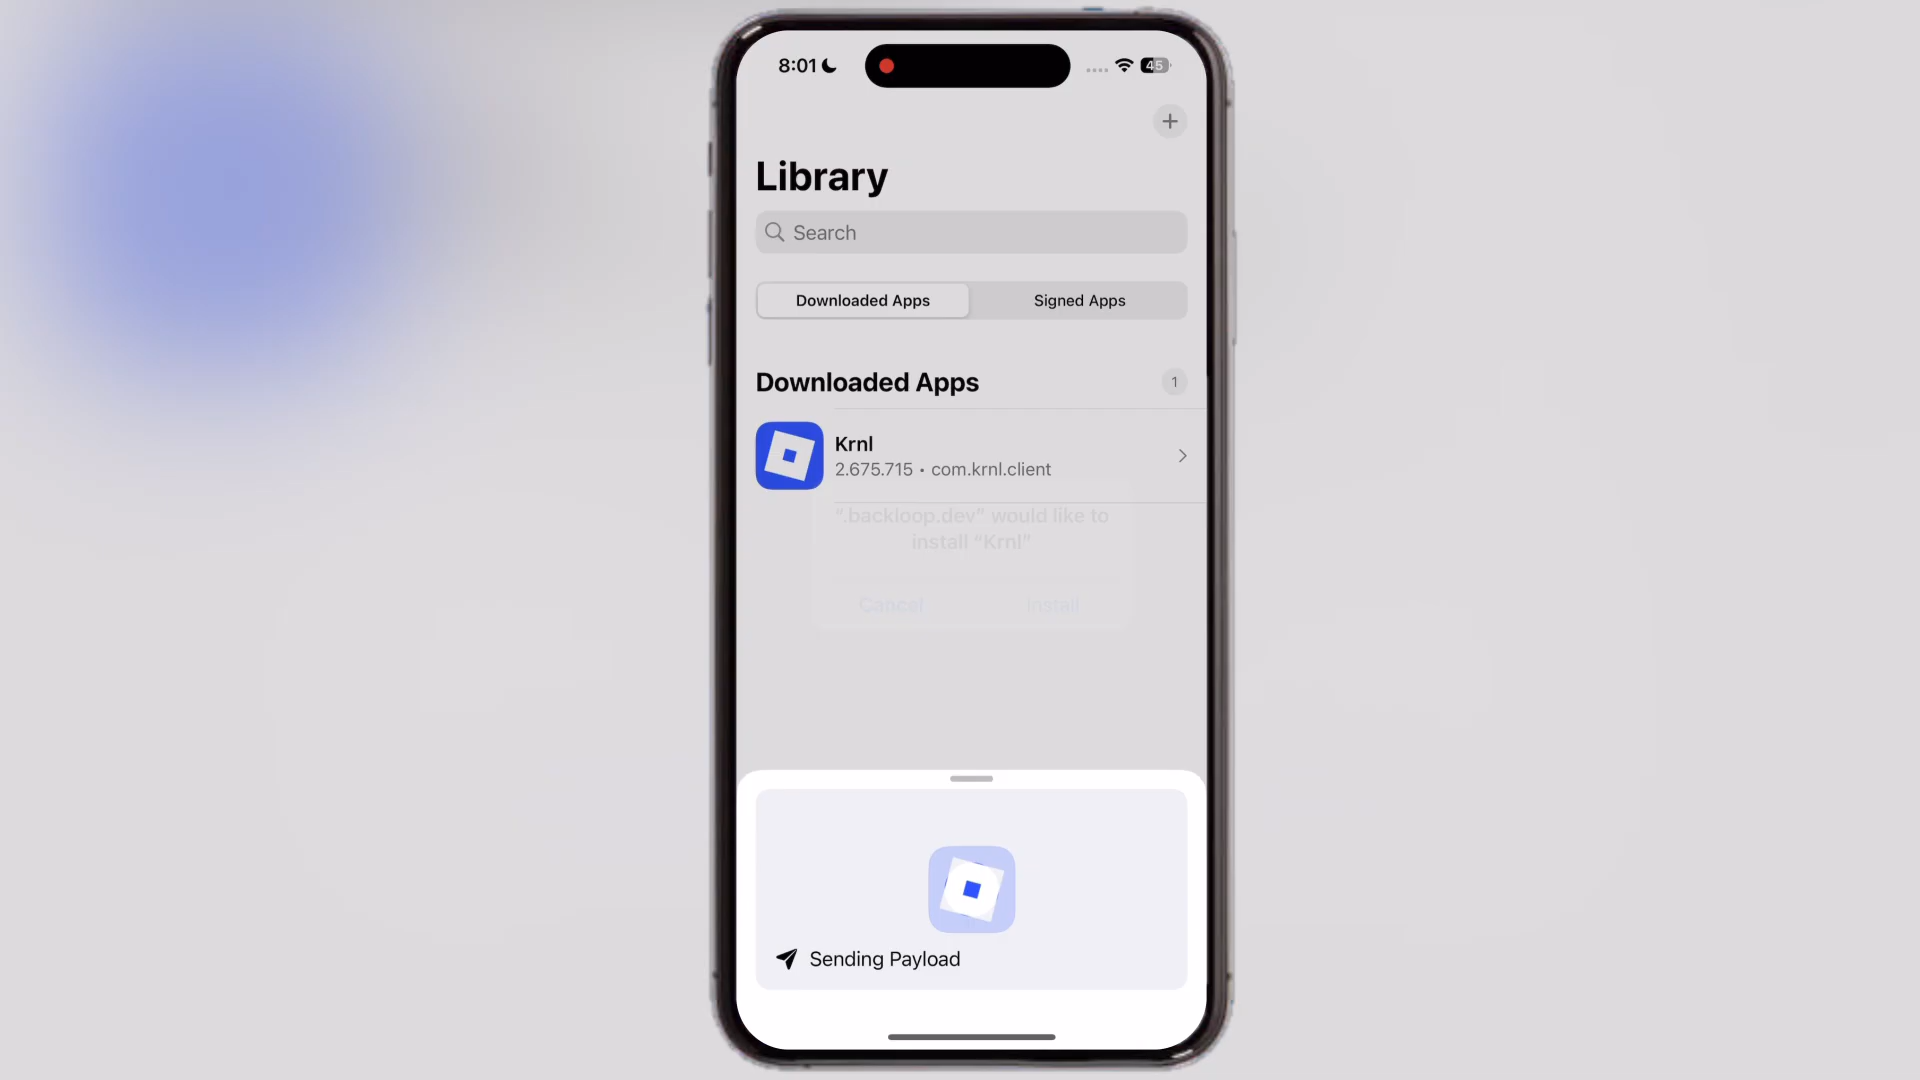 8:01
45
Library
Search
Downloaded Apps
Signed Apps
Downloaded Apps
1
Krnl
2.675.715 • com.krnl.client
“.backloop.dev” would like to
install “Krnl”
Cancel
Install
Sending Payload